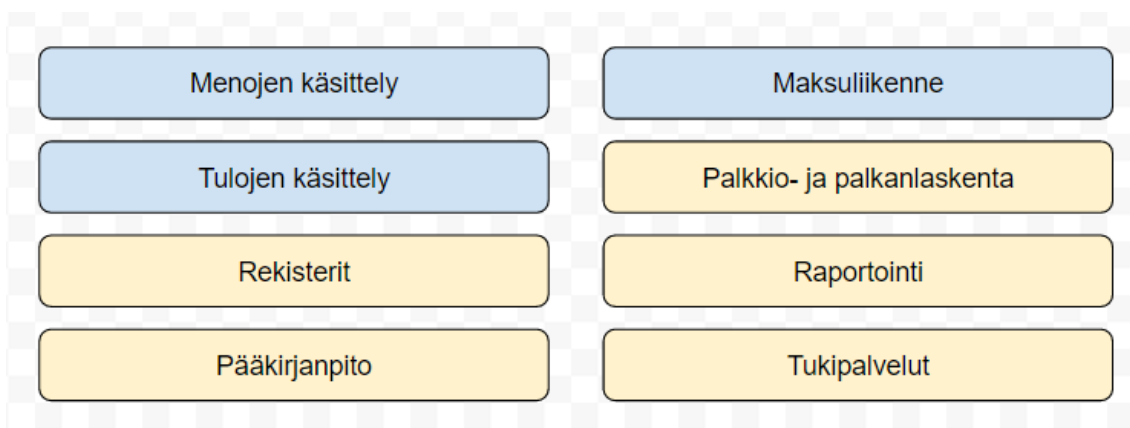 Menojen käsittely
Maksuliikenne
Tulojen käsittely
Palkkio- ja palkanlaskenta
Rekisterit
Raportointi
Pääkirjanpito
Tukipalvelut